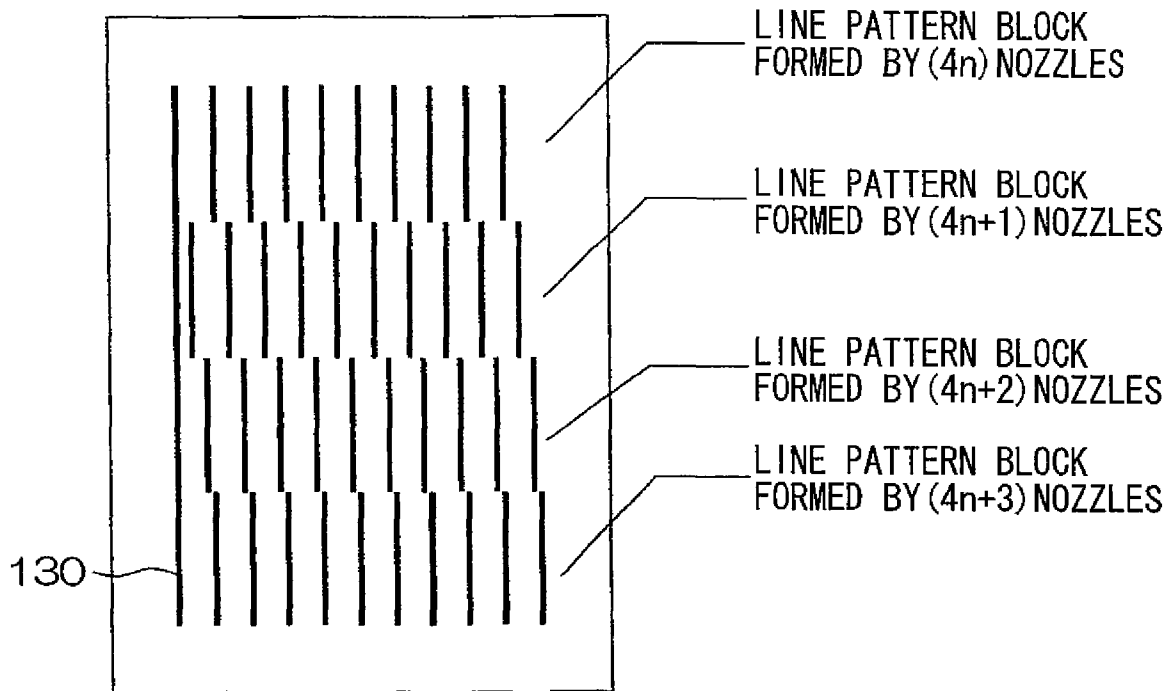 LINE PATTERN BLOCK
FORMED BY (4n) NOZZLES
LINE PATTERN BLOCK
FORMED BY (4n+1) NOZZLES
LINE PATTERN BLOCK
FORMED BY (4n+2) NOZZLES
LINE PATTERN BLOCK
FORMED BY (4n+3) NOZZLES
130